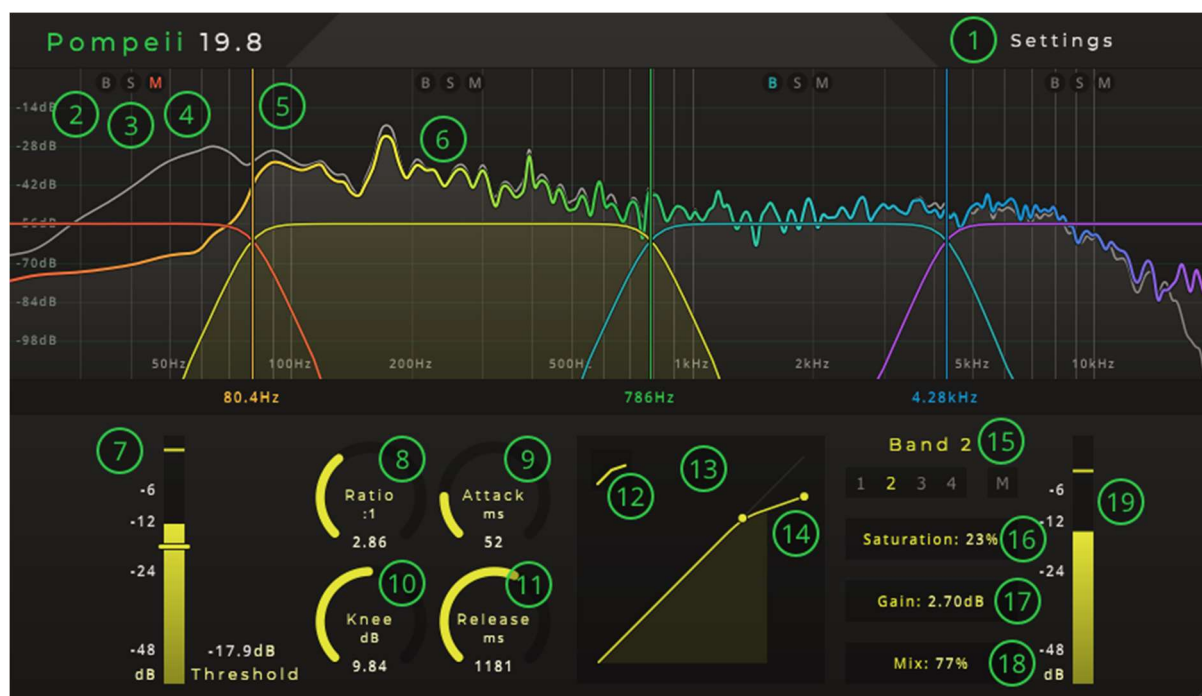 Pompeii 19.8
1 Settings
B S M
B S M
B S M
B S M
2
3
4
5
6
-14dB
-28dB
-42dB
-56dB
-70dB
-84dB
-98dB
50Hz 100Hz 200Hz 500Hz 1kHz 2kHz 5kHz 10kHz
80.4Hz 786Hz 4.28kHz
7
-6
-12
-24
-48
dB
-17.9dB
Threshold
8
Ratio
:1
2.86
9
Attack
ms
52
10
Knee
dB
9.84
11
Release
ms
1181
12
13
14
Band 2 15
1 2 3 4 M
Saturation: 23% 16
Gain: 2.70dB 17
Mix: 77% 18
19
-6
-12
-24
-48
dB